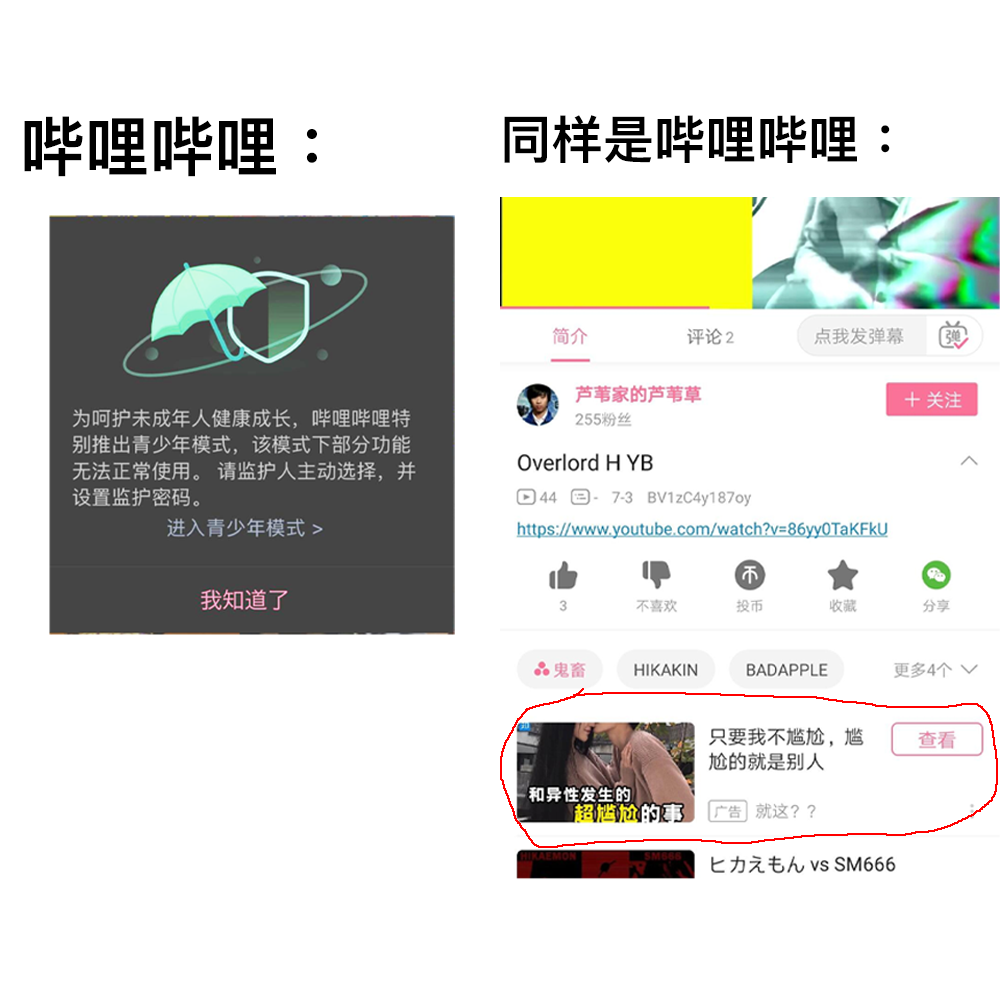 哔哩哔哩：
为呵护未成年人健康成长，哔哩哔哩特
别推出青少年模式，该模式下部分功能
无法正常使用。 请监护人主动选择，并
设置监护密码。
进入青少年模式 >
我知道了
同样是哔哩哔哩：
简介
评论 2
点我发弹幕
弹
芦苇家的芦苇草
255粉丝
＋ 关注
Overlord H YB
44 - 7-3 BV1zC4y187oy
https://www.youtube.com/watch?v=86yy0TaKFkU
3
不喜欢
投币
收藏
分享
鬼畜
HIKAKIN
BADAPPLE
更多4个
和异性发生的
超尴尬的事
只要我不尴尬，尴
尬的就是别人
查看
广告 就这？？
HIKAEMON
SM666
ヒカえもん vs SM666